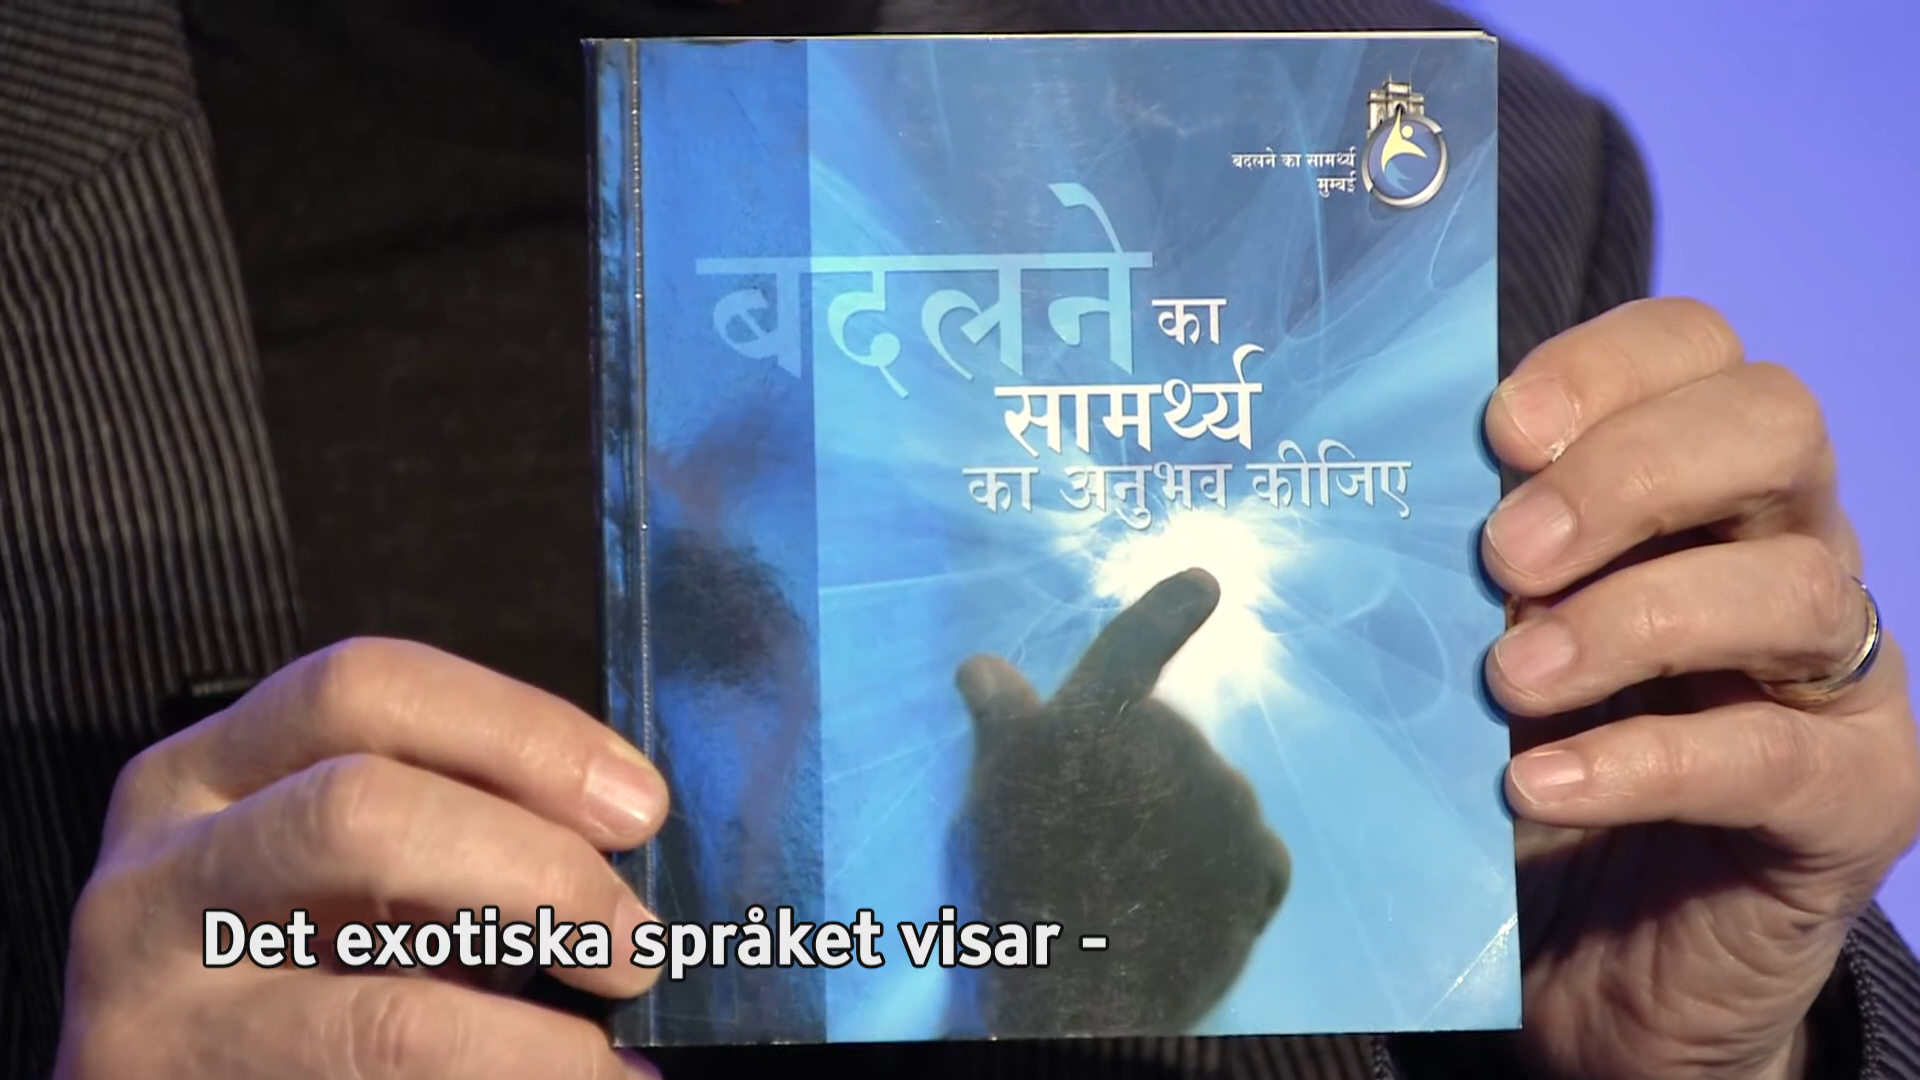 बदलने का सामर्थ्य
मुम्बई
बदलने का
सामर्थ्य
का अनुभव कीजिए
Det exotiska språket visar -